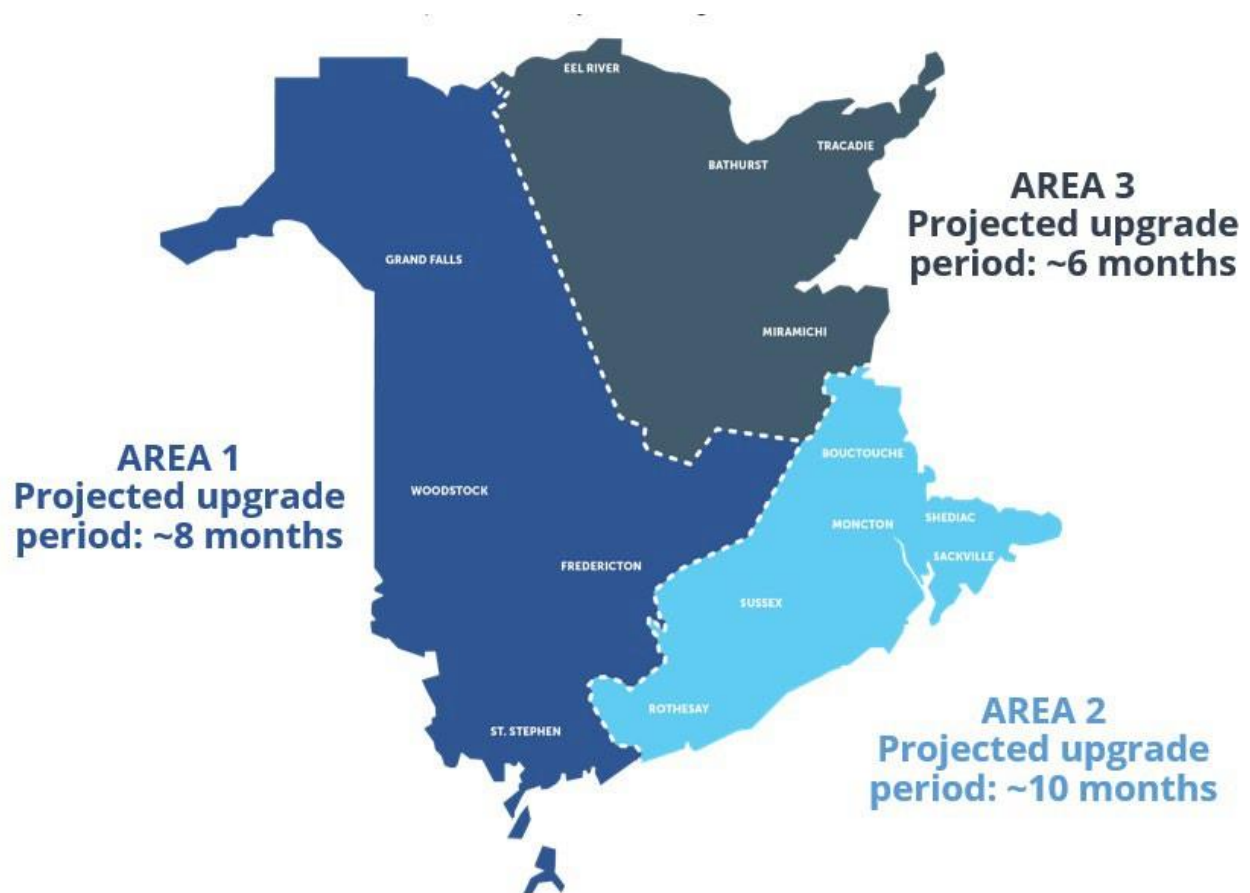 EEL RIVER
TRACADIE
BATHURST
AREA 3
Projected upgrade
period: ~6 months
GRAND FALLS
MIRAMICHI
AREA 1
Projected upgrade
period: ~8 months
BOUCTOUCHE
WOODSTOCK
MONCTON
SHEDIAC
SACKVILLE
FREDERICTON
SUSSEX
ROTHESAY
ST. STEPHEN
AREA 2
Projected upgrade
period: ~10 months